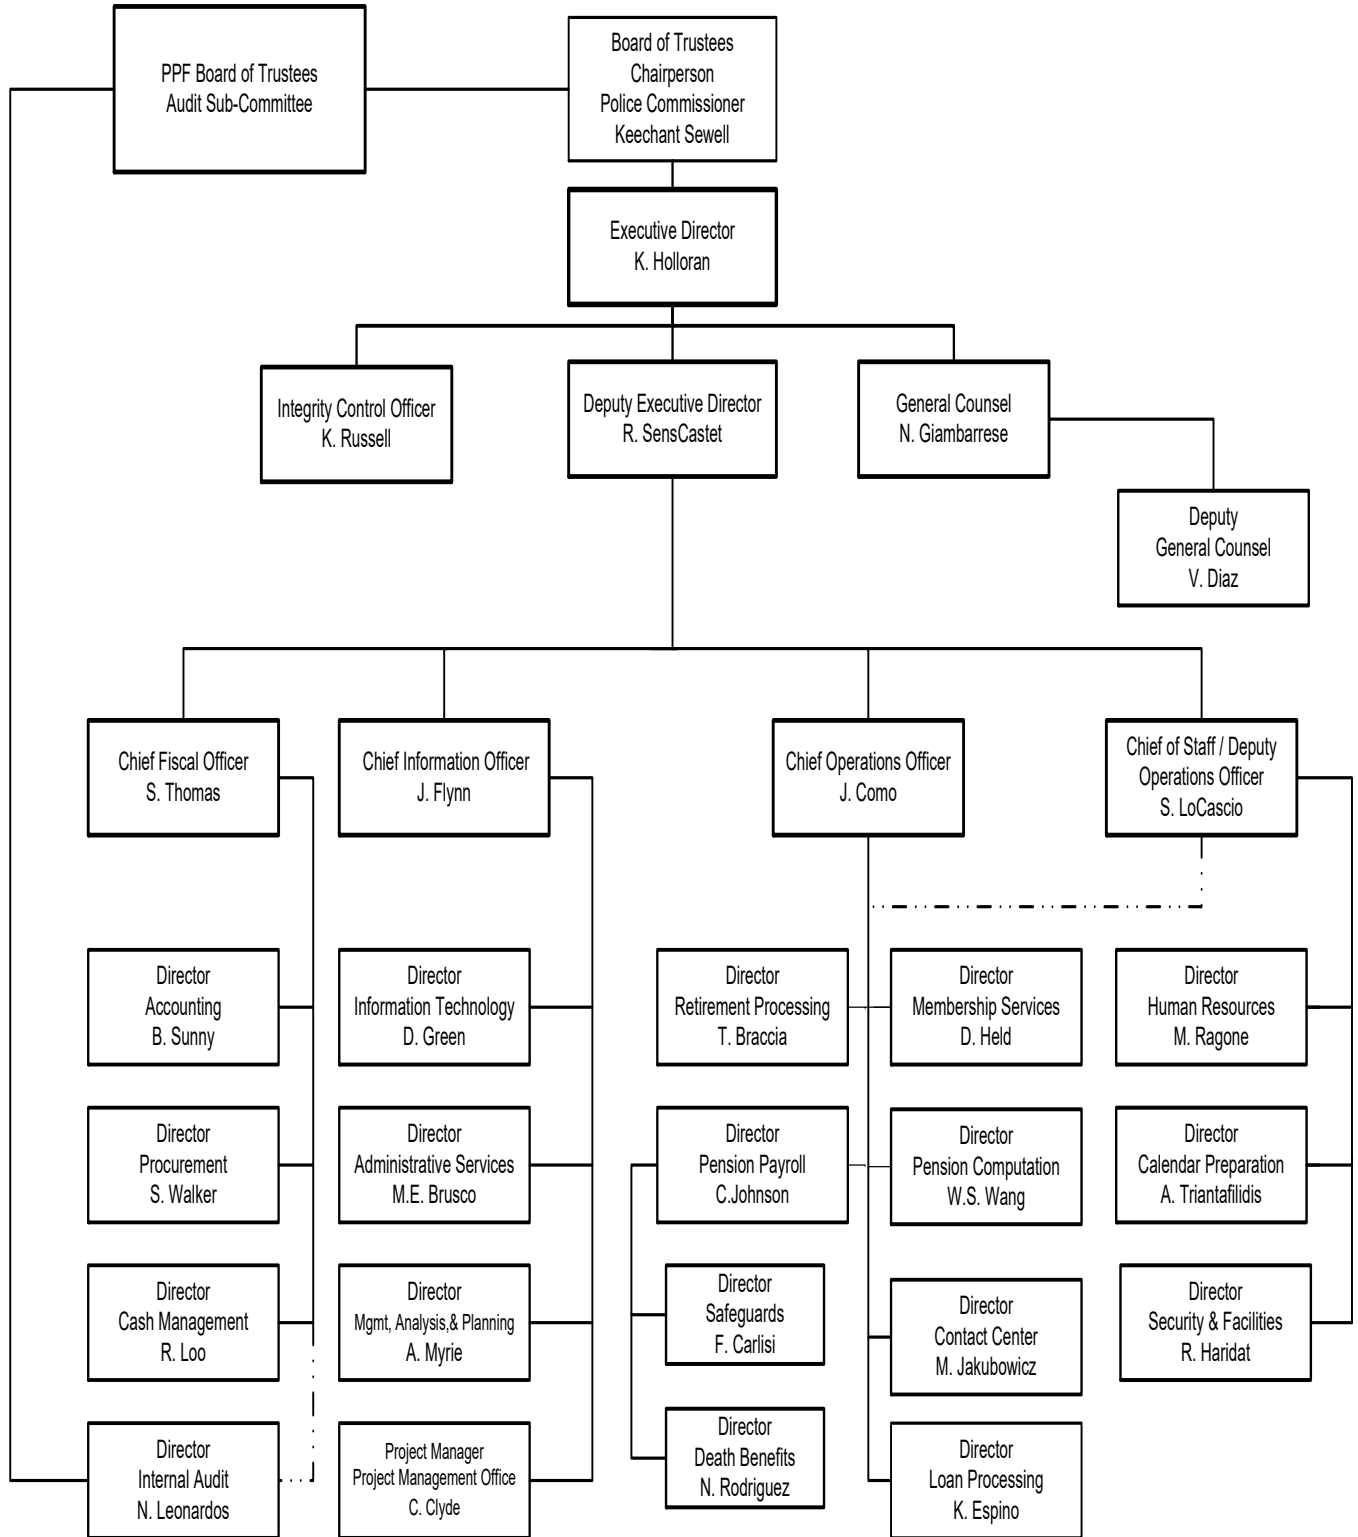 PPF Board of Trustees
Audit Sub-Committee
Board of Trustees
Chairperson
Police Commissioner
Keechant Sewell
Executive Director
K. Holloran
Integrity Control Officer
K. Russell
Deputy Executive Director
R. SensCastet
General Counsel
N. Giambarrese
Deputy
General Counsel
V. Diaz
Chief Fiscal Officer
S. Thomas
Chief Information Officer
J. Flynn
Chief Operations Officer
J. Como
Chief of Staff / Deputy
Operations Officer
S. LoCascio
Director
Accounting
B. Sunny
Director
Information Technology
D. Green
Director
Retirement Processing
T. Braccia
Director
Membership Services
D. Held
Director
Human Resources
M. Ragone
Director
Procurement
S. Walker
Director
Administrative Services
M.E. Brusco
Director
Pension Payroll
C.Johnson
Director
Pension Computation
W.S. Wang
Director
Calendar Preparation
A. Triantafilidis
Director
Cash Management
R. Loo
Director
Mgmt, Analysis,& Planning
A. Myrie
Director
Safeguards
F. Carlisi
Director
Contact Center
M. Jakubowicz
Director
Security & Facilities
R. Haridat
Director
Internal Audit
N. Leonardos
Project Manager
Project Management Office
C. Clyde
Director
Death Benefits
N. Rodriguez
Director
Loan Processing
K. Espino